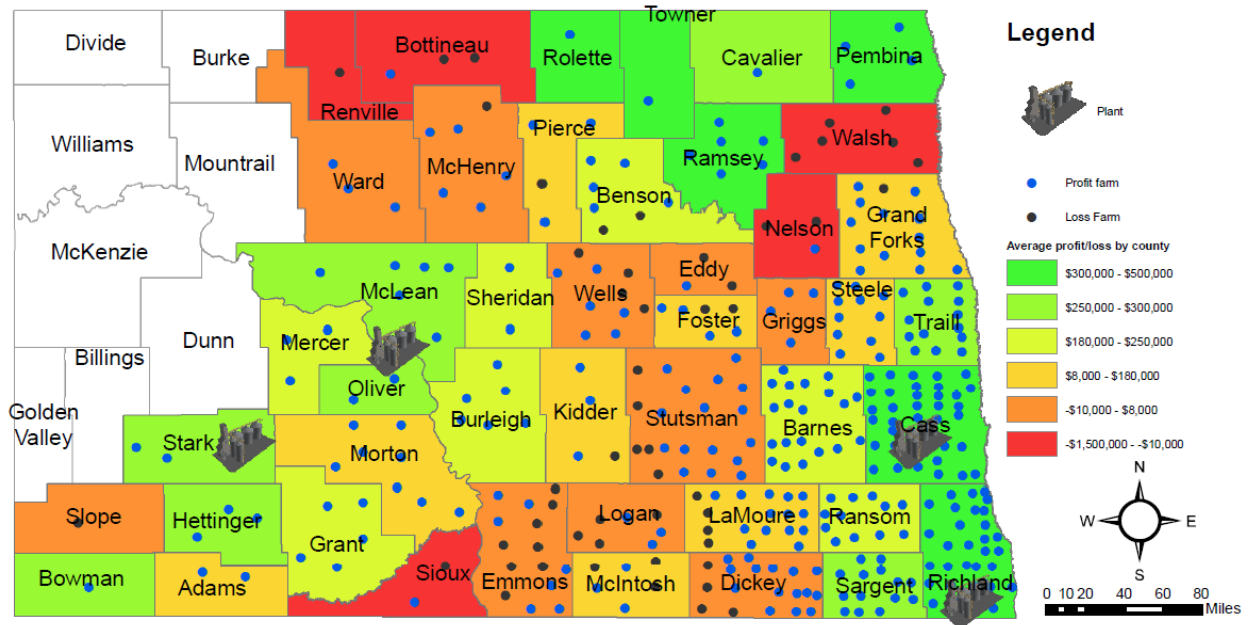 Towner
Divide
Burke
Bottineau
Rolette
Cavalier
Pembina
Renville
Williams
Mountrail
Pierce
Walsh
Ward
McHenry
Ramsey
Benson
Nelson
Grand
Forks
McKenzie
McLean
Sheridan
Wells
Eddy
Steele
Foster
Griggs
Traill
Dunn
Mercer
Billings
Oliver
Golden
Valley
Burleigh
Kidder
Stutsman
Barnes
Cass
Stark
Morton
Slope
Hettinger
Grant
Logan
LaMoure
Ransom
Bowman
Adams
Sioux
Emmons
McIntosh
Dickey
Sargent
Richland
Legend
Plant
Profit farm
Loss Farm
Average profit/loss by county
$300,000 - $500,000
$250,000 - $300,000
$180,000 - $250,000
$8,000 - $180,000
-$10,000 - $8,000
-$1,500,000 - -$10,000
N
W E
S
0 10 20 40 60 80
Miles